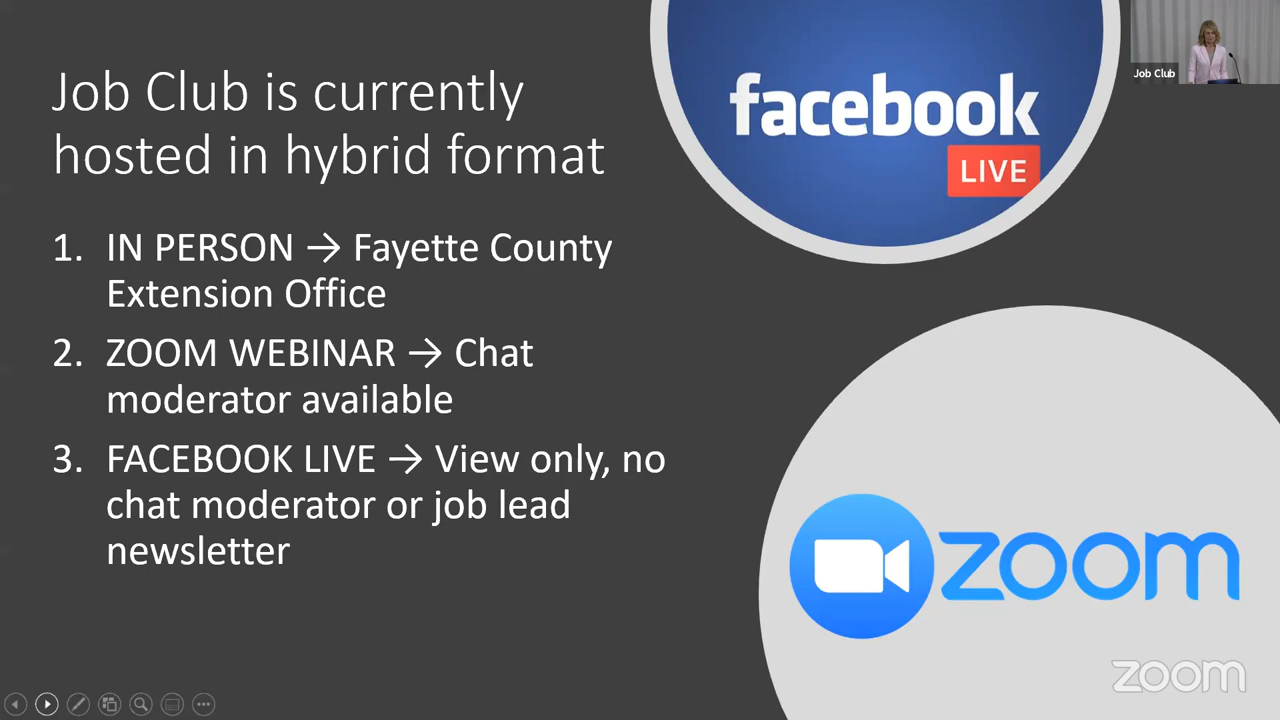 Job Club is currently
hosted in hybrid format
1. IN PERSON → Fayette County
Extension Office
2. ZOOM WEBINAR → Chat
moderator available
3. FACEBOOK LIVE → View only, no
chat moderator or job lead
newsletter
facebook
LIVE
Job Club
zoom
zoom